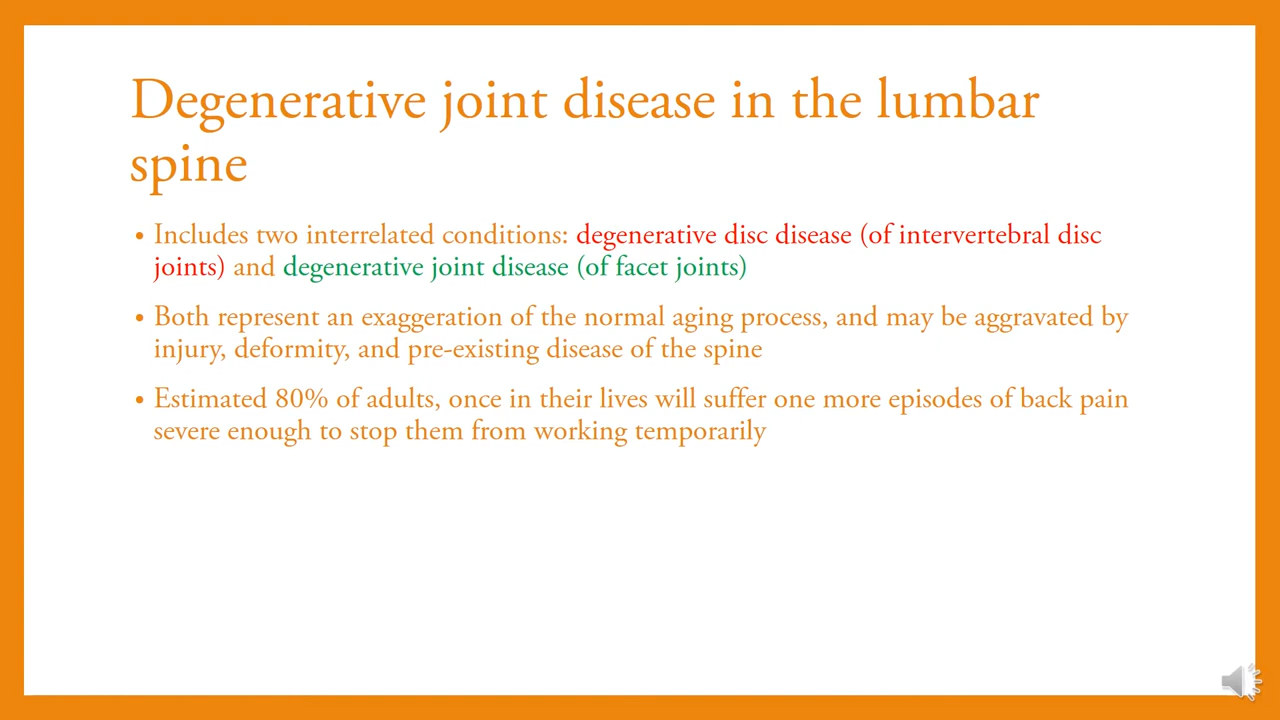 Degenerative joint disease in the lumbar
spine
• Includes two interrelated conditions: degenerative disc disease (of intervertebral disc
joints) and degenerative joint disease (of facet joints)
• Both represent an exaggeration of the normal aging process, and may be aggravated by
injury, deformity, and pre-existing disease of the spine
• Estimated 80% of adults, once in their lives will suffer one more episodes of back pain
severe enough to stop them from working temporarily